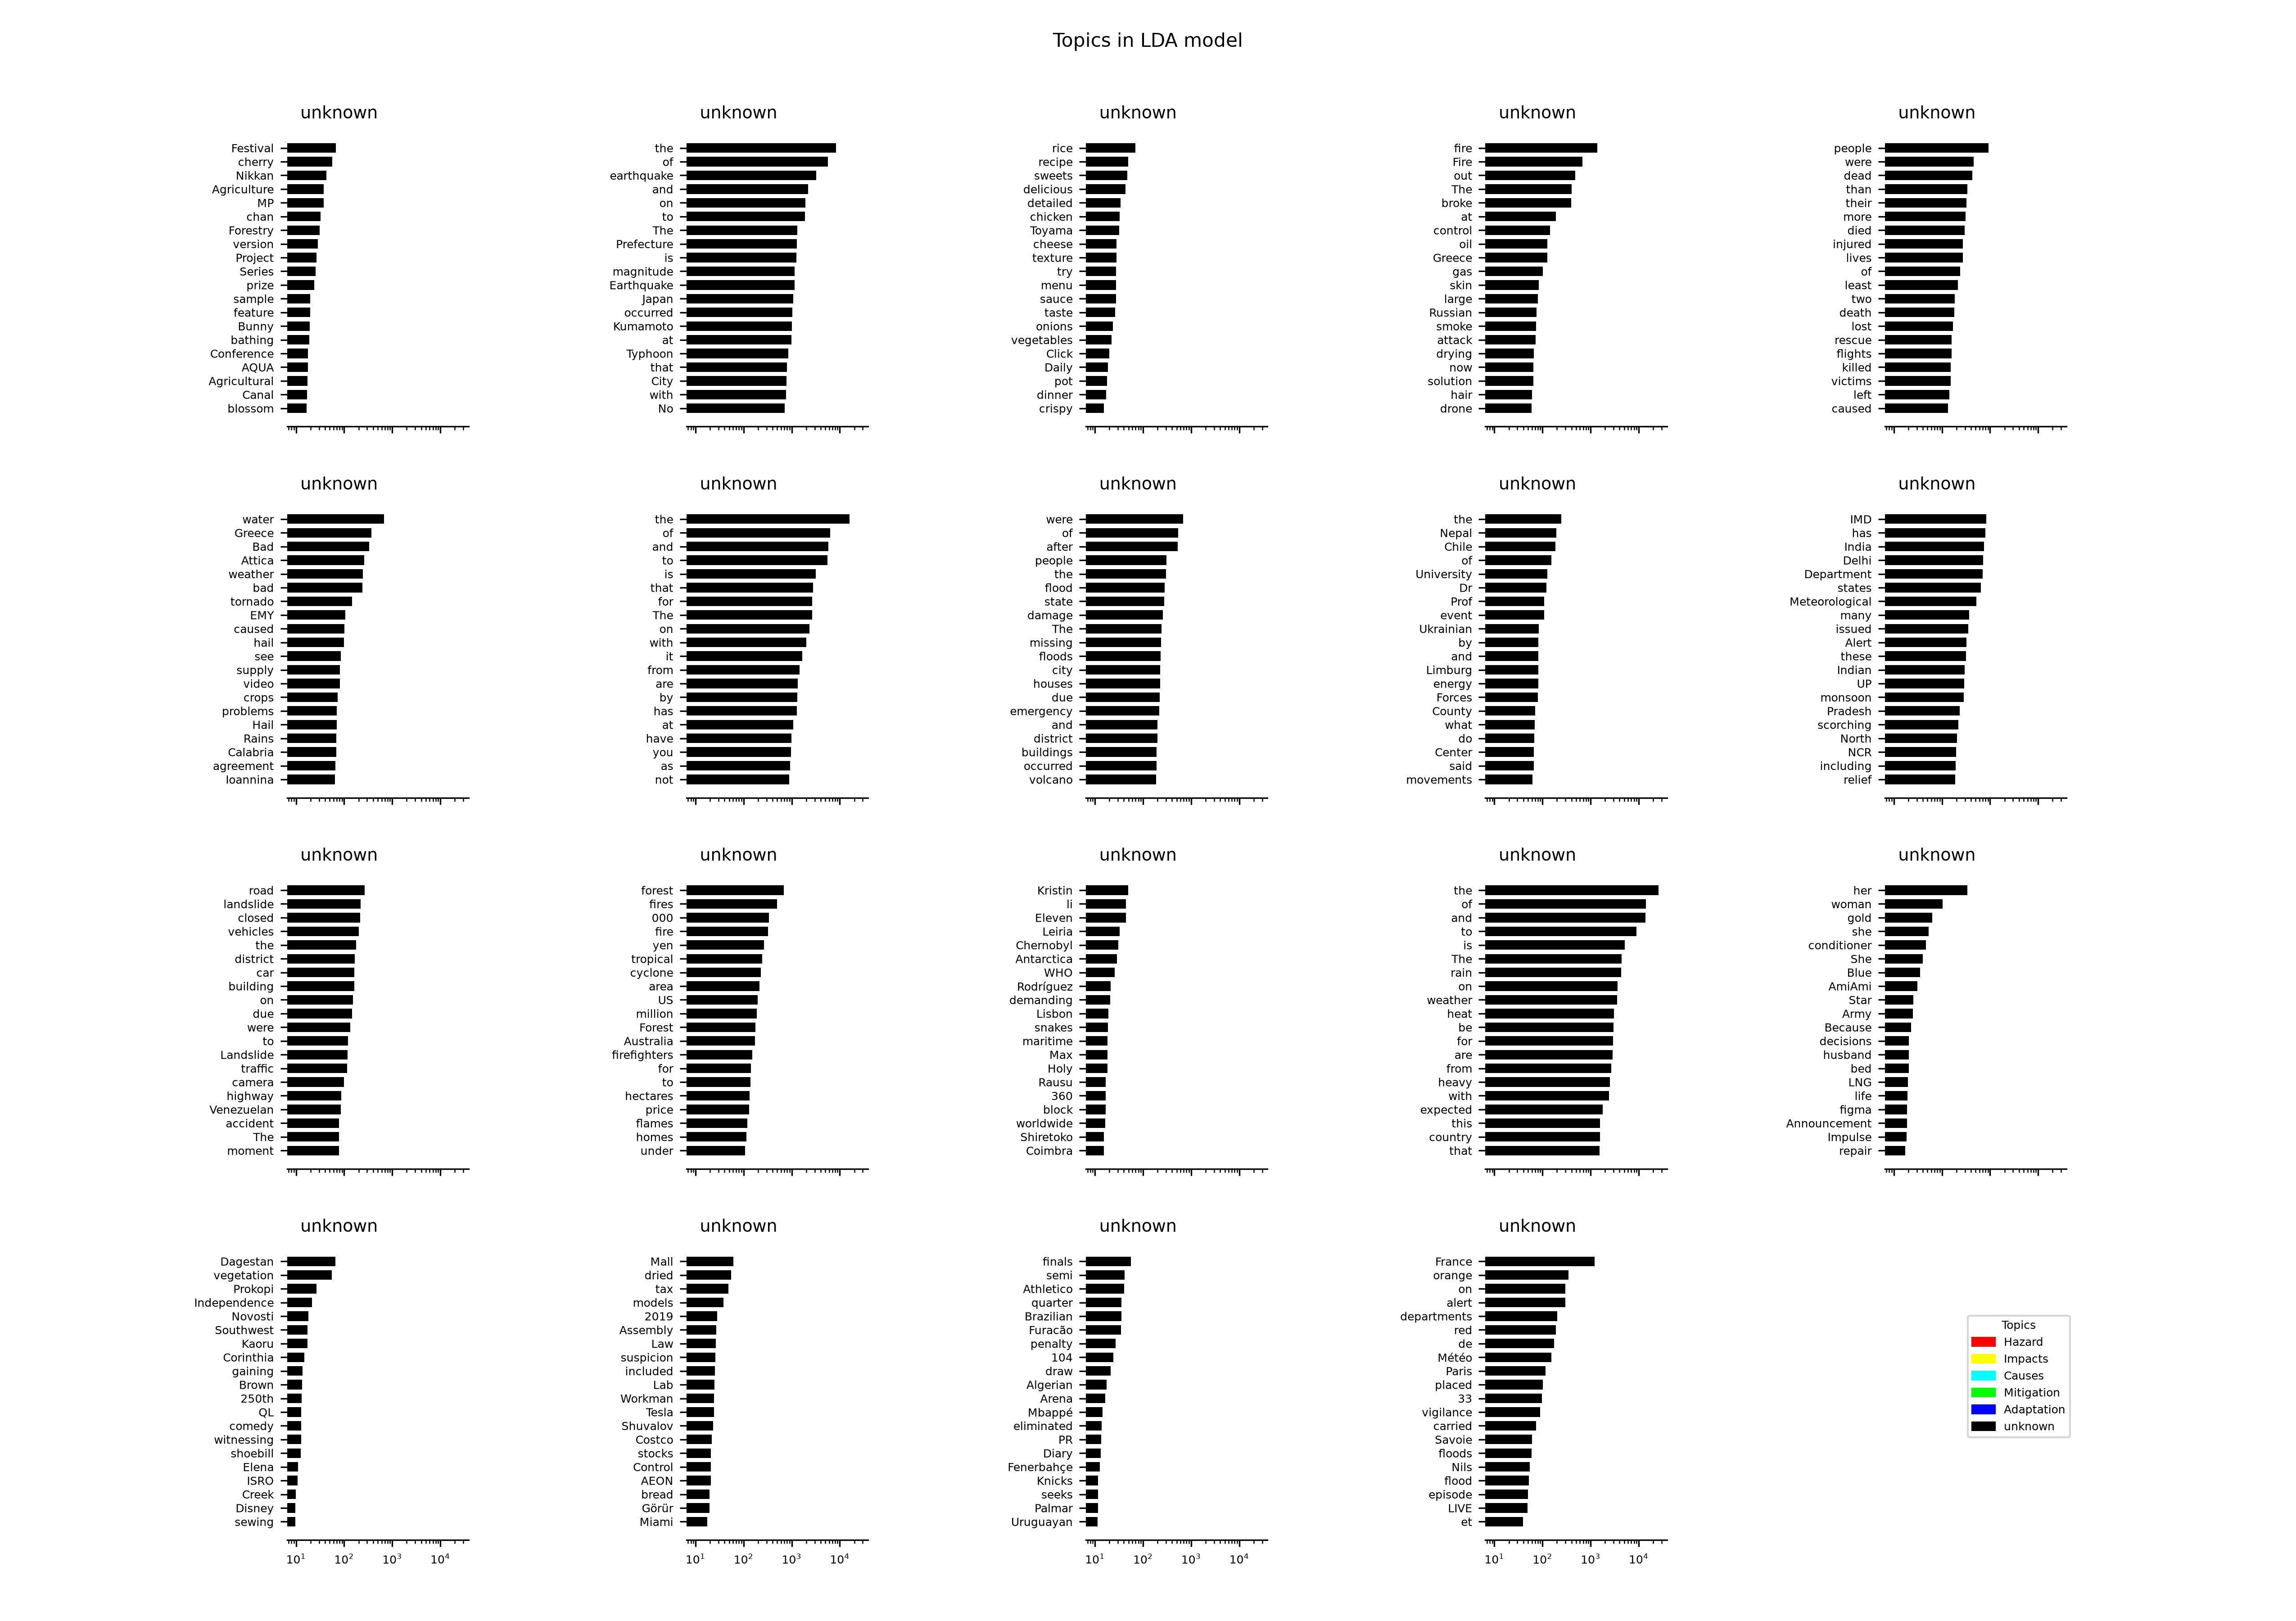 Topics in LDA model
unknown
Festival
cherry
Nikkan
Agriculture
MP
chan
Forestry
version
Project
Series
prize
sample
feature
Bunny
bathing
Conference
AQUA
Agricultural
Canal
blossom
unknown
the
of
earthquake
and
on
to
The
Prefecture
is
magnitude
Earthquake
Japan
occurred
Kumamoto
at
Typhoon
that
City
with
No
unknown
rice
recipe
sweets
delicious
detailed
chicken
Toyama
cheese
texture
try
menu
sauce
taste
onions
vegetables
Click
Daily
pot
dinner
crispy
unknown
fire
Fire
out
The
broke
at
control
oil
Greece
gas
skin
large
Russian
smoke
attack
drying
now
solution
hair
drone
unknown
people
were
dead
than
their
more
died
injured
lives
of
least
two
death
lost
rescue
flights
killed
victims
left
caused
unknown
water
Greece
Bad
Attica
weather
bad
tornado
EMY
caused
hail
see
supply
video
crops
problems
Hail
Rains
Calabria
agreement
Ioannina
unknown
the
of
and
to
is
that
for
The
on
with
it
from
are
by
has
at
have
you
as
not
unknown
were
of
after
people
the
flood
state
damage
The
missing
floods
city
houses
due
emergency
and
district
buildings
occurred
volcano
unknown
the
Nepal
Chile
of
University
Dr
Prof
event
Ukrainian
by
and
Limburg
energy
Forces
County
what
do
Center
said
movements
unknown
IMD
has
India
Delhi
Department
states
Meteorological
many
issued
Alert
these
Indian
UP
monsoon
Pradesh
scorching
North
NCR
including
relief
unknown
road
landslide
closed
vehicles
the
district
car
building
on
due
were
to
Landslide
traffic
camera
highway
Venezuelan
accident
The
moment
unknown
forest
fires
000
fire
yen
tropical
cyclone
area
US
million
Forest
Australia
firefighters
for
to
hectares
price
flames
homes
under
unknown
Kristin
li
Eleven
Leiria
Chernobyl
Antarctica
WHO
Rodríguez
demanding
Lisbon
snakes
maritime
Max
Holy
Rausu
360
block
worldwide
Shiretoko
Coimbra
unknown
the
of
and
to
is
The
rain
on
weather
heat
be
for
are
from
heavy
with
expected
this
country
that
unknown
her
woman
gold
she
conditioner
She
Blue
AmiAmi
Star
Army
Because
decisions
husband
bed
LNG
life
figma
Announcement
Impulse
repair
unknown
Dagestan
vegetation
Prokopi
Independence
Novosti
Southwest
Kaoru
Corinthia
gaining
Brown
250th
QL
comedy
witnessing
shoebill
Elena
ISRO
Creek
Disney
sewing
10¹ 10² 10³ 10⁴
unknown
Mall
dried
tax
models
2019
Assembly
Law
suspicion
included
Lab
Workman
Tesla
Shuvalov
Costco
stocks
Control
AEON
bread
Görür
Miami
10¹ 10² 10³ 10⁴
unknown
finals
semi
Athletico
quarter
Brazilian
Furacão
penalty
104
draw
Algerian
Arena
Mbappé
eliminated
PR
Diary
Fenerbahçe
Knicks
seeks
Palmar
Uruguayan
10¹ 10² 10³ 10⁴
unknown
France
orange
on
alert
departments
red
de
Météo
Paris
placed
33
vigilance
carried
Savoie
floods
Nils
flood
episode
LIVE
et
10¹ 10² 10³ 10⁴
Topics
Hazard
Impacts
Causes
Mitigation
Adaptation
unknown